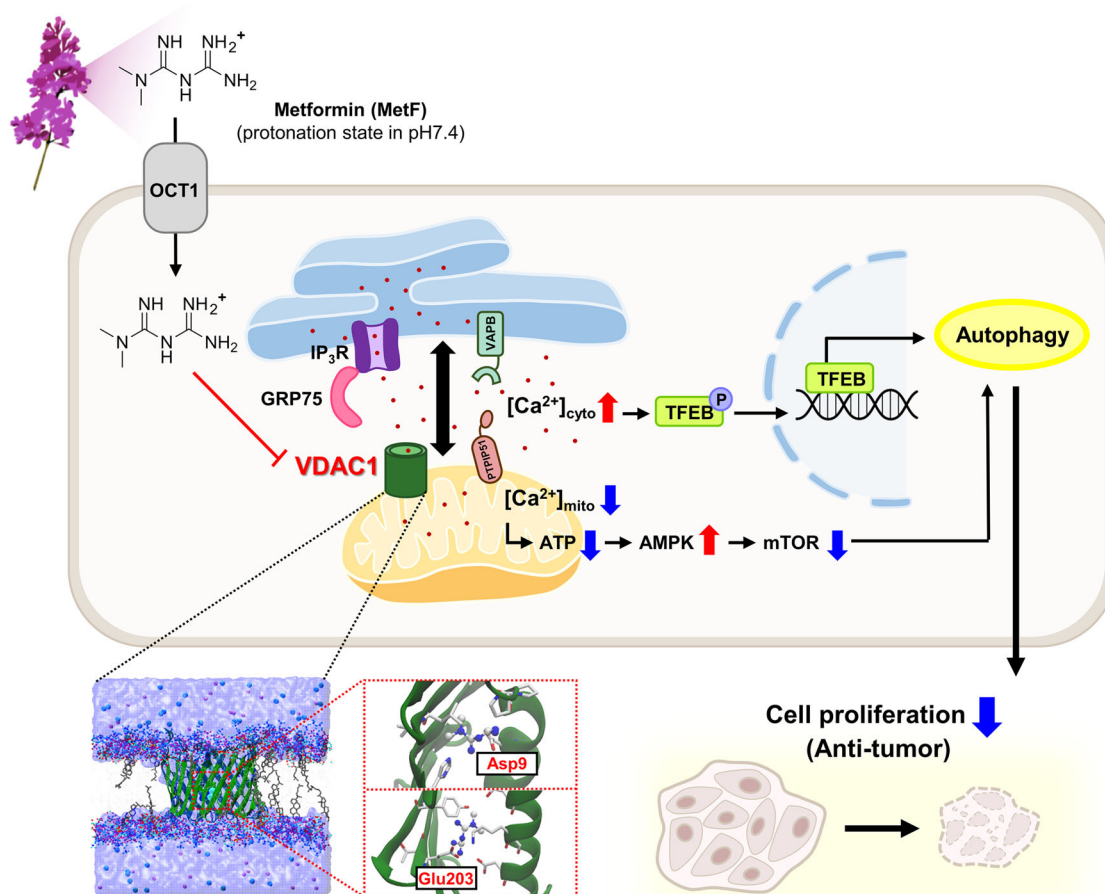 NH
NH₂⁺
N
N
H
NH₂
Metformin (MetF)
(protonation state in pH7.4)
OCT1
NH
NH₂⁺
N
N
H
NH₂
IP₃R
VAPB
GRP75
[Ca²⁺]cyto
TFEB
P
TFEB
Autophagy
VDAC1
PTPIP51
[Ca²⁺]mito
ATP
AMPK
mTOR
Asp9
Glu203
Cell proliferation
(Anti-tumor)